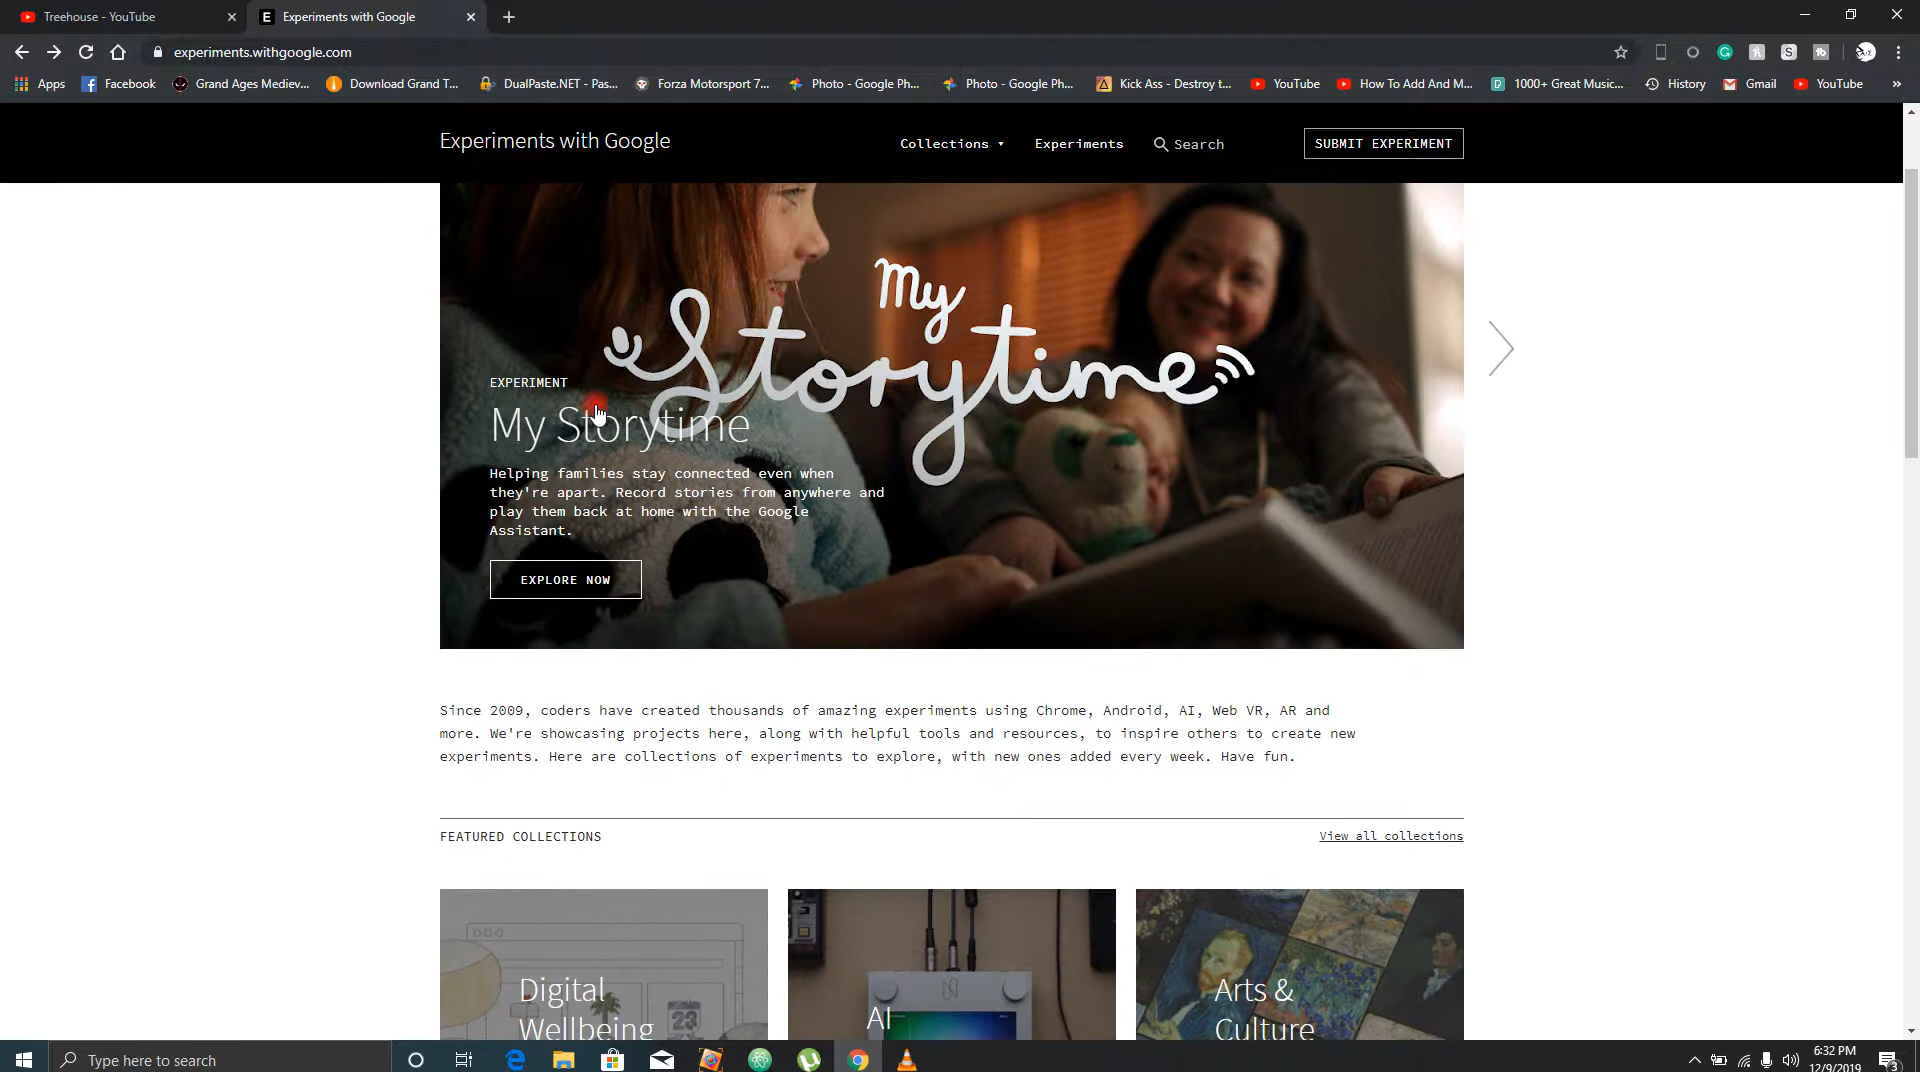 Treehouse - YouTube
Experiments with Google
experiments.withgoogle.com
Apps
Facebook
Grand Ages Mediev...
Download Grand T...
DualPaste.NET - Pas...
Forza Motorsport 7...
Photo - Google Ph...
Photo - Google Ph...
Kick Ass - Destroy t...
YouTube
How To Add And M...
1000+ Great Music...
History
Gmail
YouTube
»
Experiments with Google
Collections
Experiments
Search
SUBMIT EXPERIMENT
My
Storytime
EXPERIMENT
My Storytime
Helping families stay connected even when
they're apart. Record stories from anywhere and
play them back at home with the Google
Assistant.
EXPLORE NOW
Since 2009, coders have created thousands of amazing experiments using Chrome, Android, AI, Web VR, AR and
more. We're showcasing projects here, along with helpful tools and resources, to inspire others to create new
experiments. Here are collections of experiments to explore, with new ones added every week. Have fun.
FEATURED COLLECTIONS
View all collections
23
Digital
Wellbeing
AI
Arts &
Culture
Type here to search
6:32 PM
12/9/2019
3